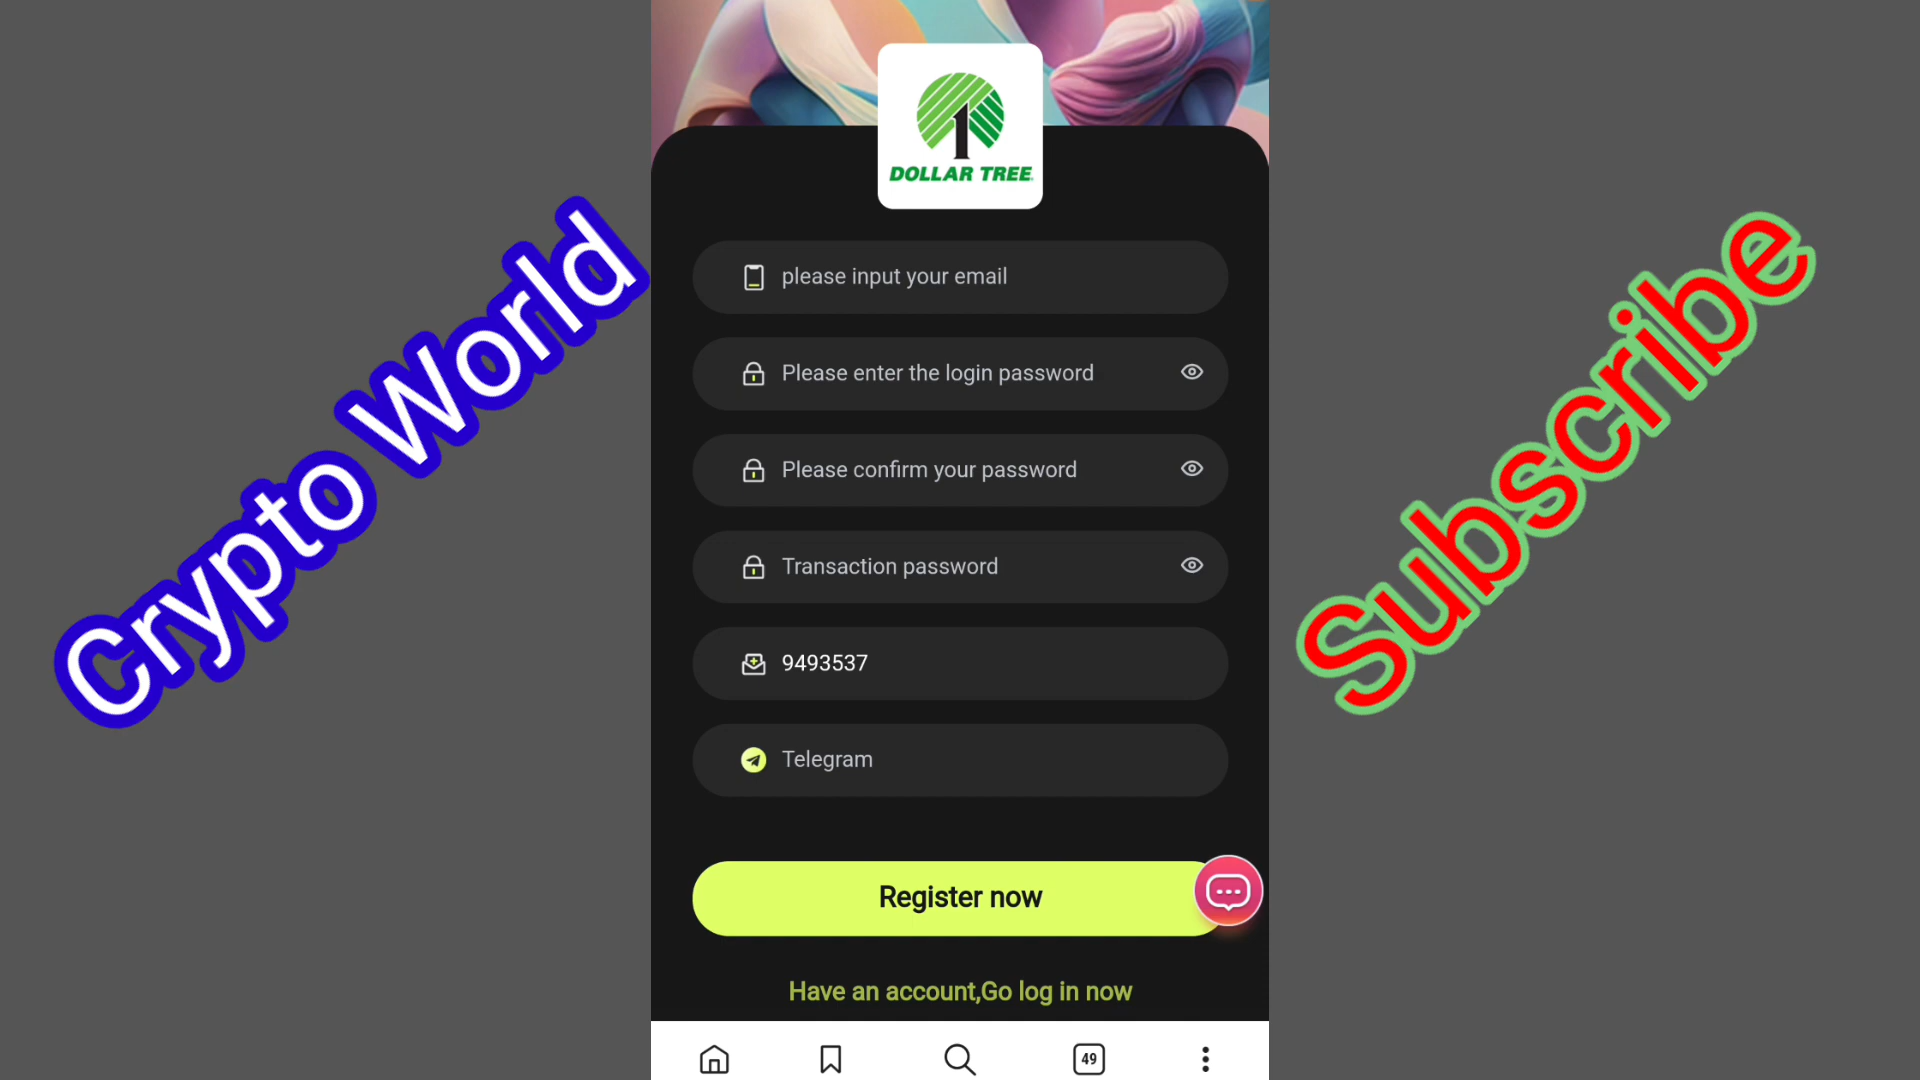 Crypto World
DOLLAR TREE
please input your email
Please enter the login password
Please confirm your password
Transaction password
9493537
Telegram
Register now
Have an account,Go log in now
49
Subscribe